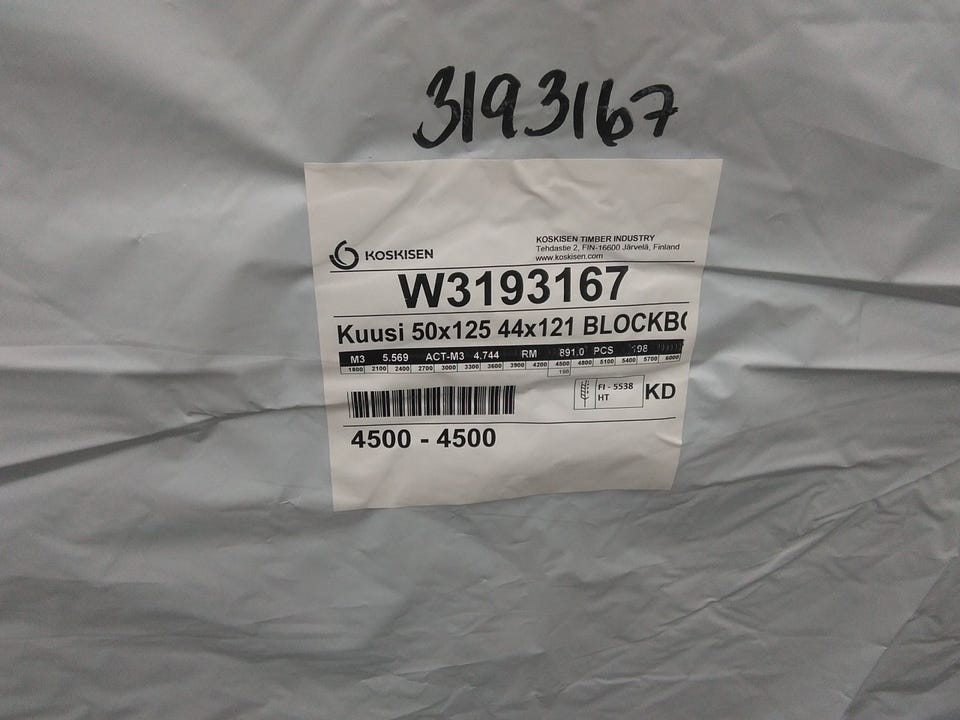 3193167
KOSKISEN
KOSKISEN TIMBER INDUSTRY
Tehdastie 2, FIN-16600 Järvelä, Finland
www.koskisen.com
W3193167
Kuusi 50x125 44x121 BLOCKBO
M3 5.569 ACT-M3 4.744 RM 891.0 PCS 198
1800 2100 2400 2700 3000 3300 3600 3900 4200 4500 4800 5100 5400 5700 6000
198
FI - 5538
HT
KD
4500 - 4500